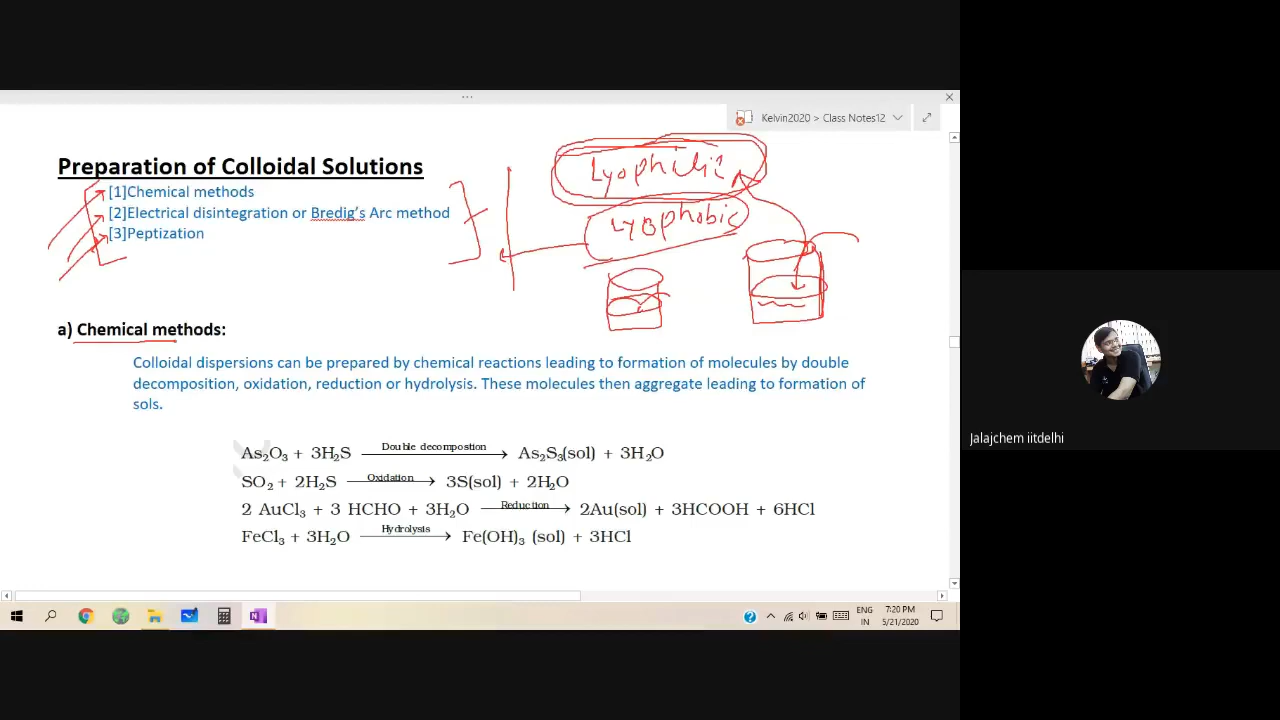 Kelvin2020 > Class Notes12
Preparation of Colloidal Solutions
[1]Chemical methods
[2]Electrical disintegration or Bredig's Arc method
[3]Peptization
Lyophilic
Lyophobic
a) Chemical methods:
Colloidal dispersions can be prepared by chemical reactions leading to formation of molecules by double
decomposition, oxidation, reduction or hydrolysis. These molecules then aggregate leading to formation of
sols.
As₂O₃ + 3H₂S Double decompostion → As₂S₃(sol) + 3H₂O
SO₂ + 2H₂S Oxidation → 3S(sol) + 2H₂O
2 AuCl₃ + 3 HCHO + 3H₂O Reduction → 2Au(sol) + 3HCOOH + 6HCl
FeCl₃ + 3H₂O Hydrolysis → Fe(OH)₃ (sol) + 3HCl
Jalajchem iitdelhi
ENG
IN
7:20 PM
5/21/2020